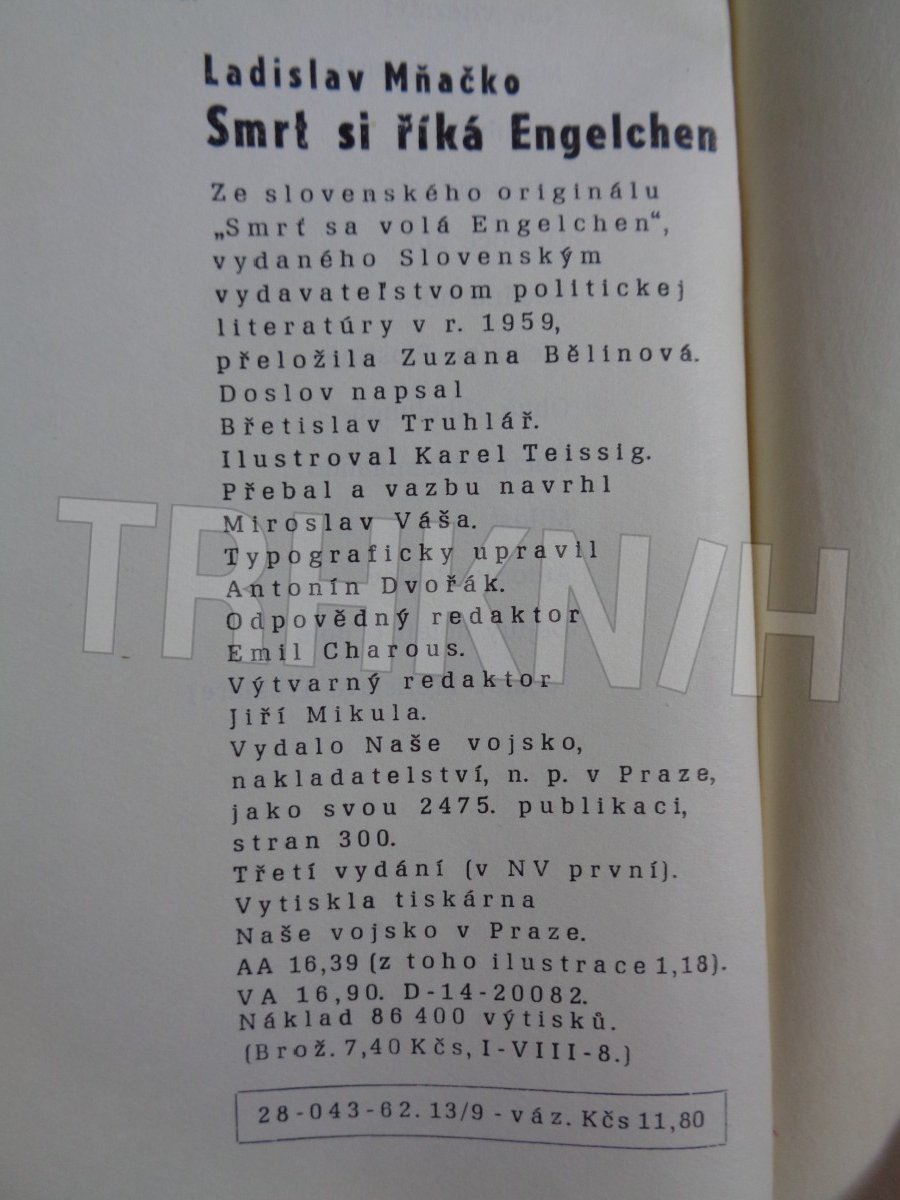 Ladislav Mňačko
Smrt si říká Engelchen
Ze slovenského originálu
„Smrť sa volá Engelchen“,
vydaného Slovenským
vydavateľstvom politickej
literatúry v r. 1959,
přeložila Zuzana Bělinová.
Doslov napsal
Břetislav Truhlář.
Ilustroval Karel Teissig.
Přebal a vazbu navrhl
Miroslav Váša.
Typograficky upravil
Antonín Dvořák.
Odpovědný redaktor
Emil Charous.
Výtvarný redaktor
Jiří Mikula.
Vydalo Naše vojsko,
nakladatelství, n. p. v Praze,
jako svou 2475. publikaci,
stran 300.
Třetí vydání (v NV první).
Vytiskla tiskárna
Naše vojsko v Praze.
AA 16,39 (z toho ilustrace 1,18).
VA 16,90. D-14-20082.
Náklad 86 400 výtisků.
(Brož. 7,40 Kčs, I-VIII-8.)
28-043-62. 13/9 - váz. Kčs 11,80
TRHKNIH